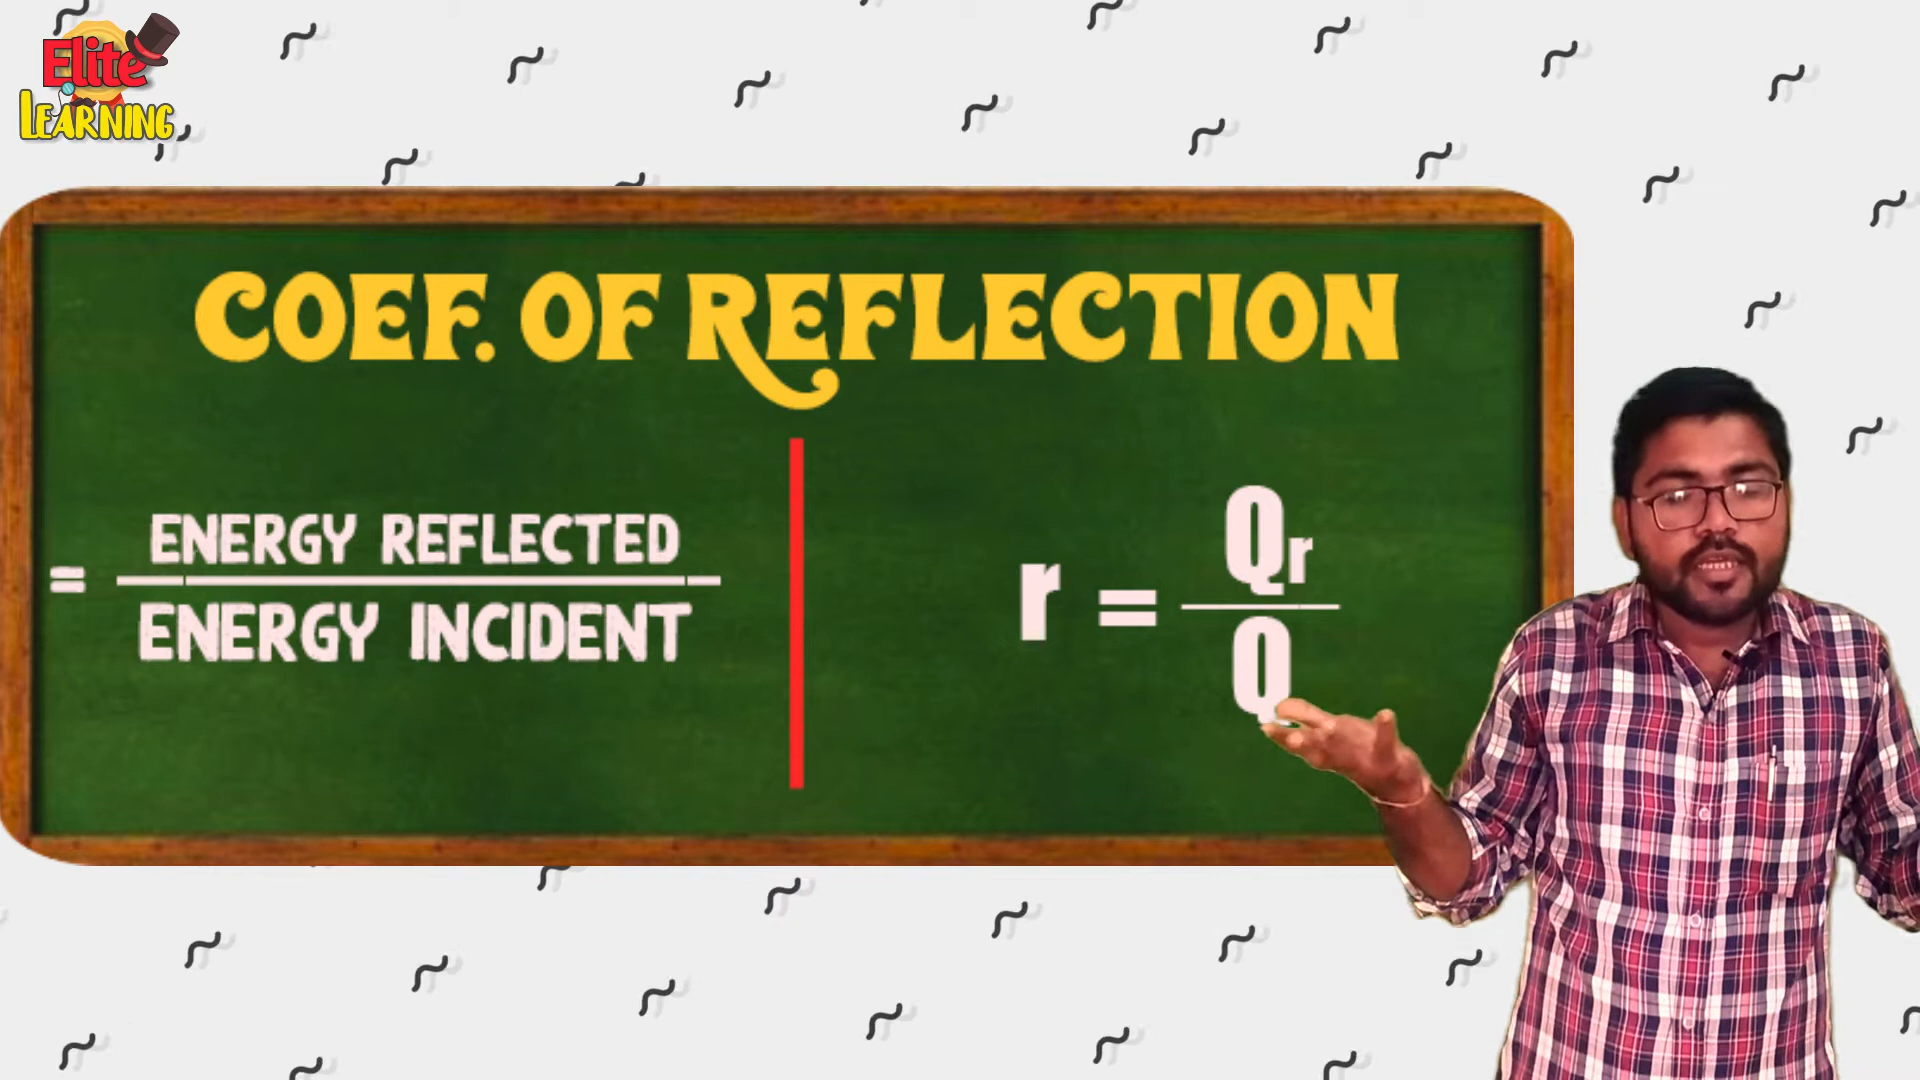 Elite
LEARNING
COEF. OF REFLECTION
= ENERGY REFLECTED
ENERGY INCIDENT
r = Qr
Q